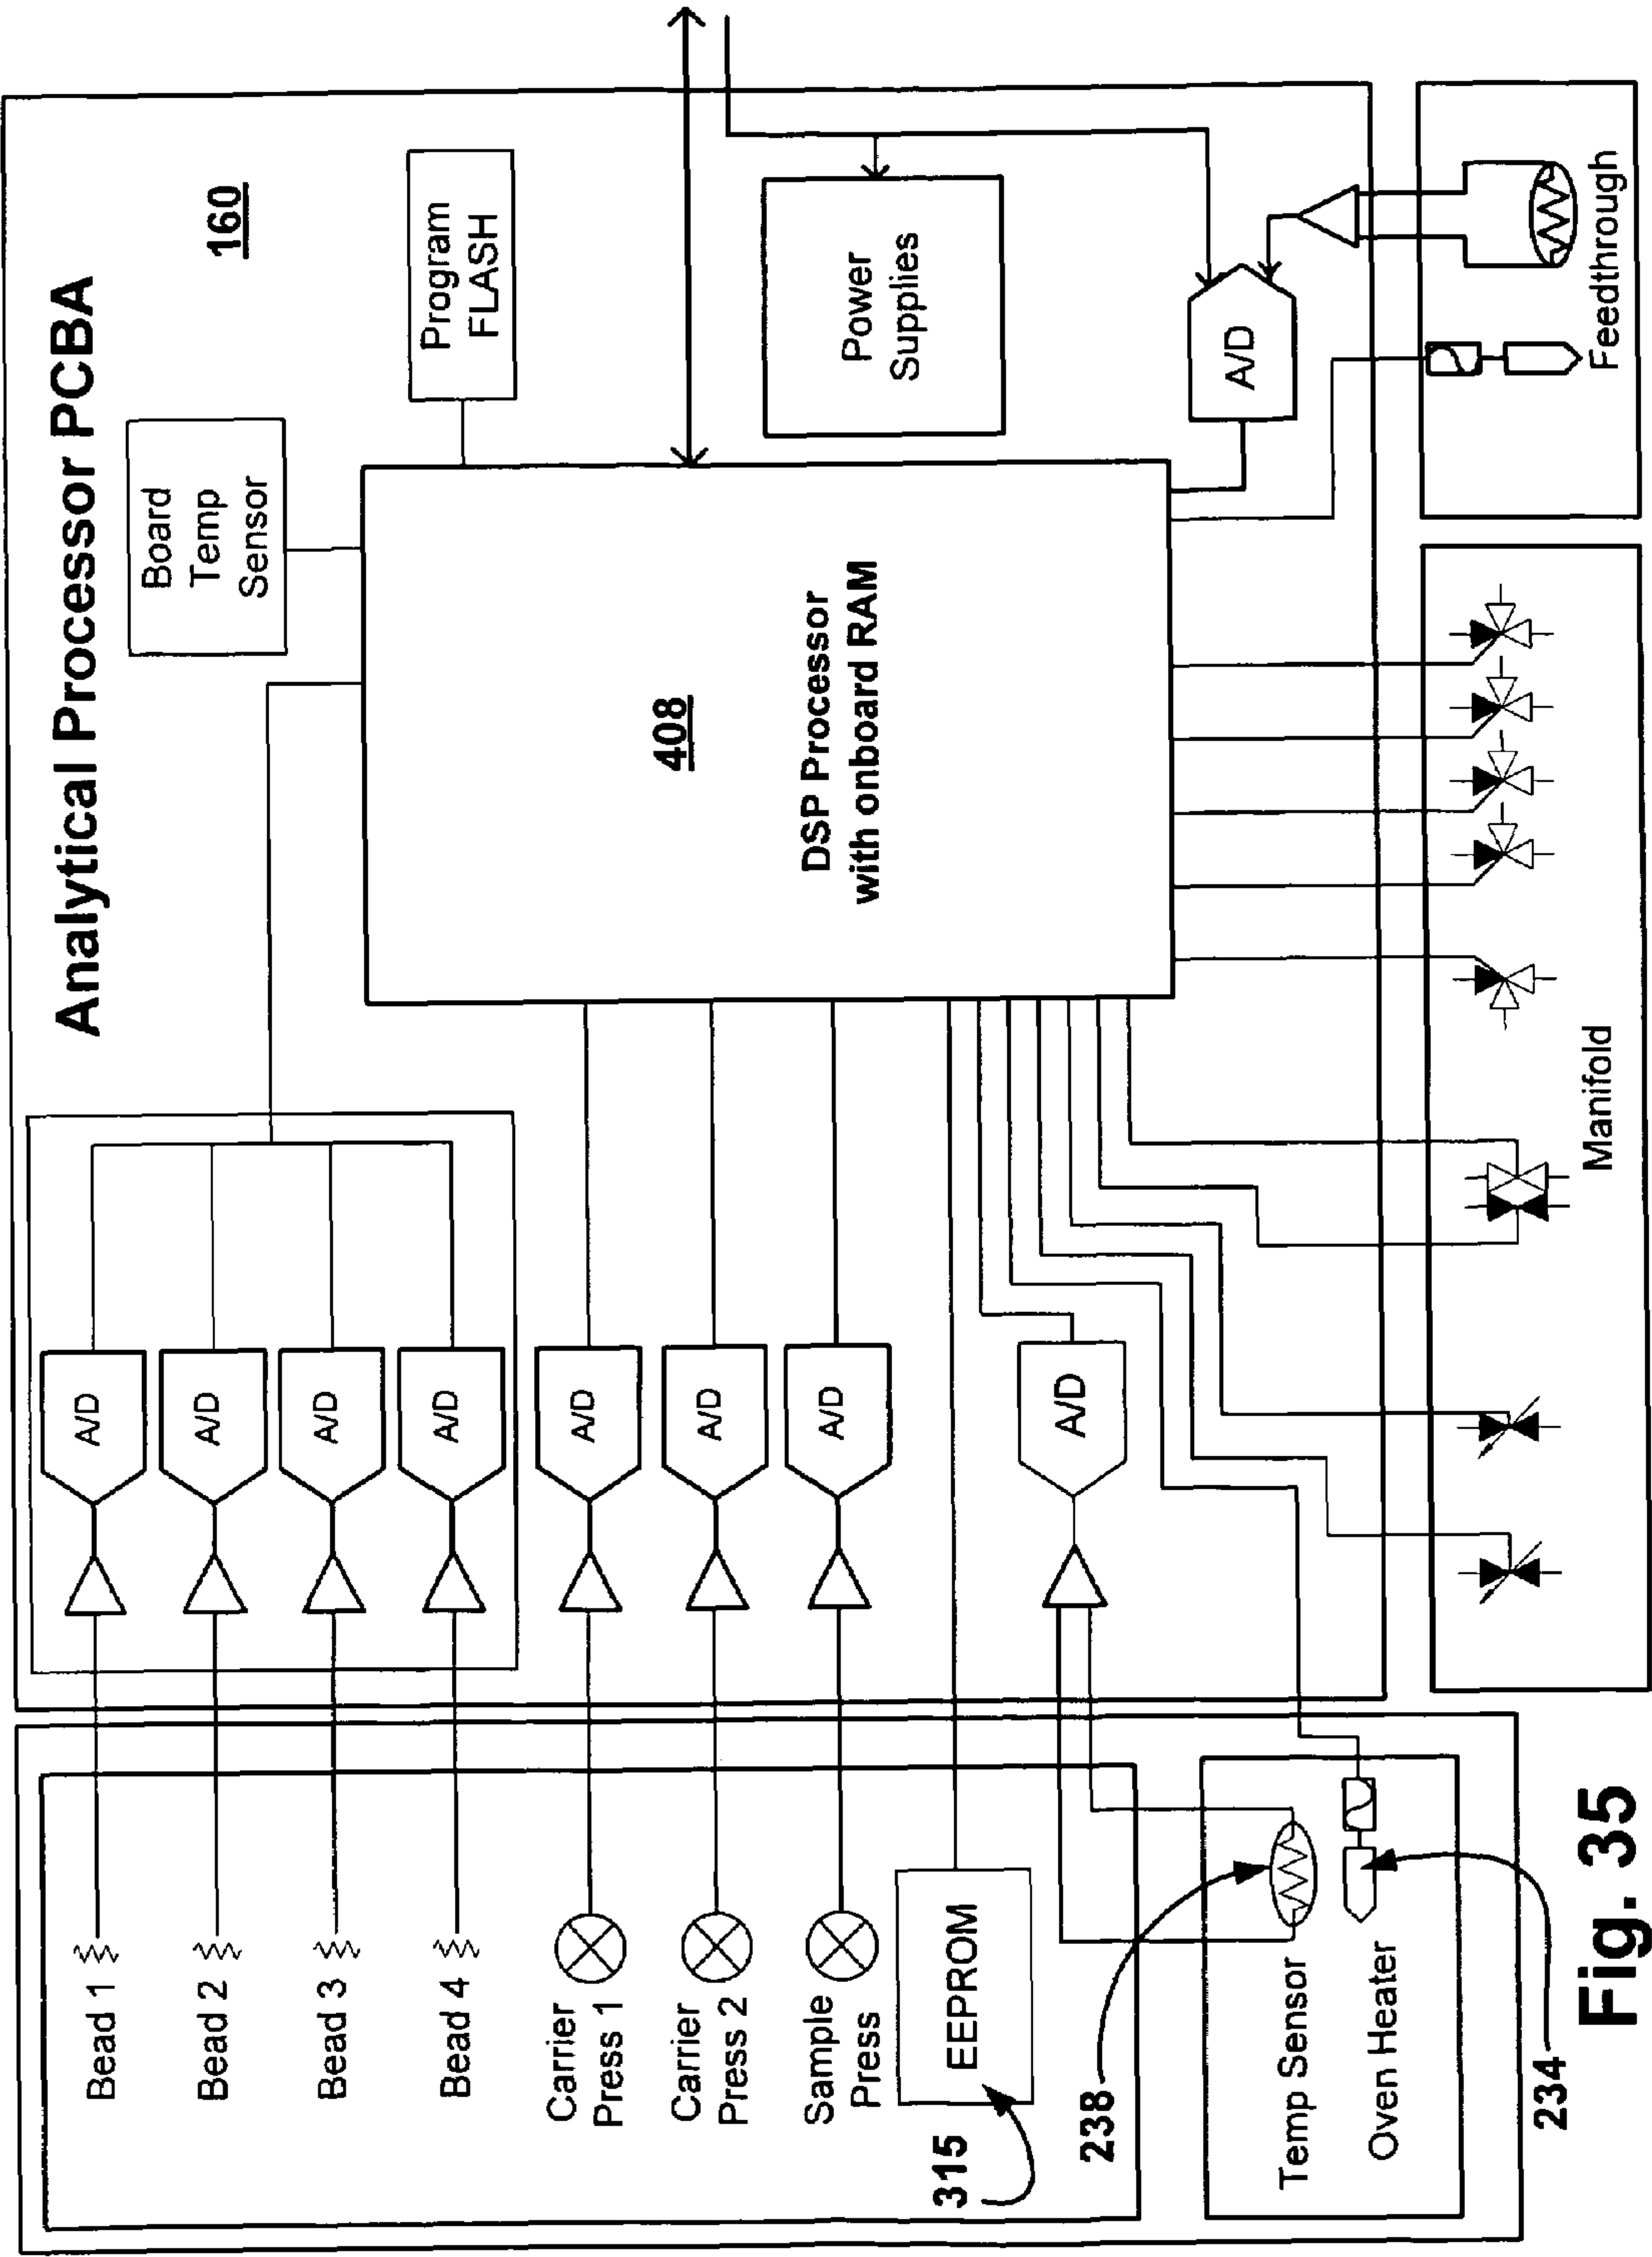 Analytical Processor PCBA
160
Board
Temp
Sensor
Program
FLASH
Power
Supplies
408
DSP Processor
with onboard RAM
Bead 1
A/D
Bead 2
A/D
Bead 3
A/D
Bead 4
A/D
Carrier
Press 1
A/D
Carrier
Press 2
A/D
Sample
Press
A/D
315
EEPROM
A/D
A/D
238
Temp Sensor
Oven Heater
234
Manifold
Feedthrough
Fig. 35